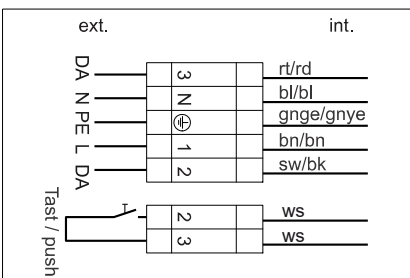 ext. int.
DA 3 rt/rd
N N bl/bl
PE gnge/gnye
L 1 bn/bn
DA 2 sw/bk
Tast / push
2 ws
3 ws